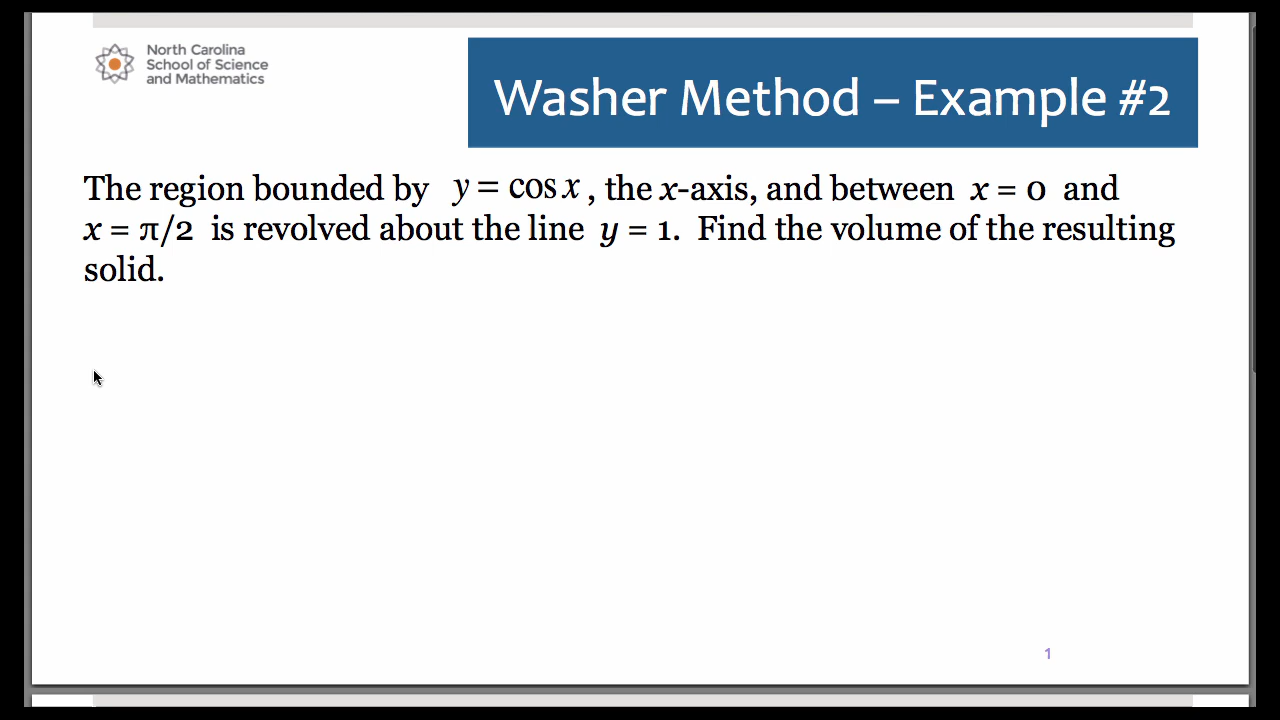 North Carolina
School of Science
and Mathematics
Washer Method – Example #2
The region bounded by y = cos x , the x-axis, and between x = 0 and
x = π/2 is revolved about the line y = 1. Find the volume of the resulting
solid.
1